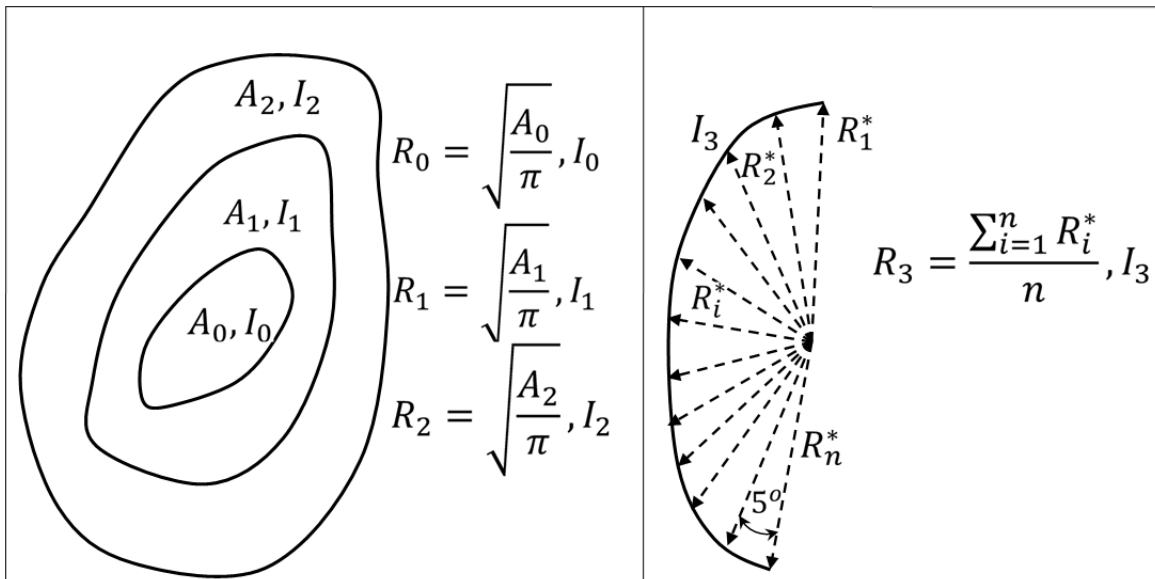 A₂, I₂
R₀ = √(A₀/π), I₀
A₁, I₁
R₁ = √(A₁/π), I₁
A₀, I₀
R₂ = √(A₂/π), I₂
I₃
R₁*
R₂*
R₃ = ∑ⁿᵢ₌₁ Rᵢ* / n, I₃
Rᵢ*
Rₙ*
5ᵒ